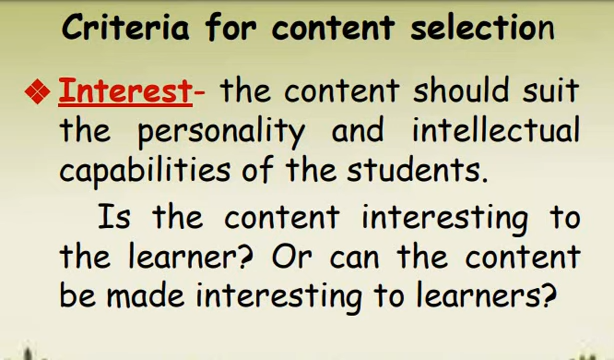 Criteria for content selection
❖ Interest- the content should suit
the personality and intellectual
capabilities of the students.
Is the content interesting to
the learner? Or can the content
be made interesting to learners?